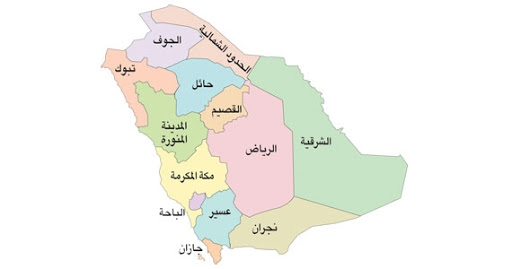 الحدود الشمالية
الجوف
تبوك
حائل
القصيم
المدينة
المنورة
الرياض
الشرقية
مكة المكرمة
الباحة
عسير
نجران
جازان